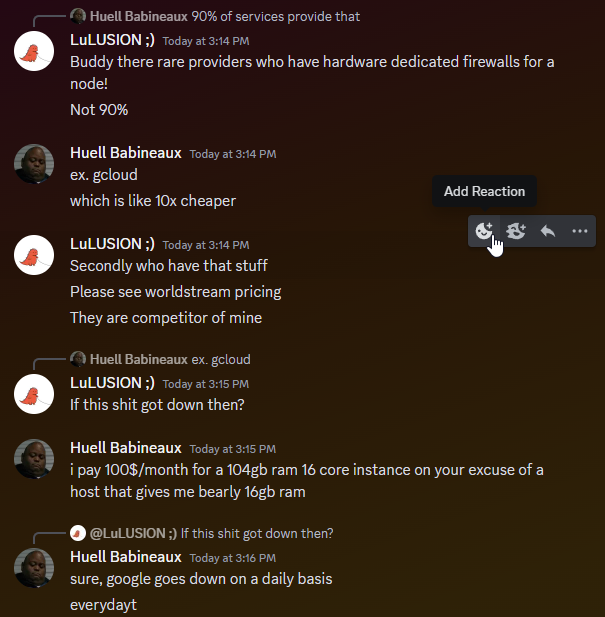 Huell Babineaux 90% of services provide that
LuLUSION ;) Today at 3:14 PM
Buddy there rare providers who have hardware dedicated firewalls for a
node!
Not 90%
Huell Babineaux Today at 3:14 PM
ex. gcloud
which is like 10x cheaper
Add Reaction
LuLUSION ;) Today at 3:14 PM
Secondly who have that stuff
Please see worldstream pricing
They are competitor of mine
Huell Babineaux ex. gcloud
LuLUSION ;) Today at 3:15 PM
If this shit got down then?
Huell Babineaux Today at 3:15 PM
i pay 100$/month for a 104gb ram 16 core instance on your excuse of a
host that gives me bearly 16gb ram
@LuLUSION ;) If this shit got down then?
Huell Babineaux Today at 3:16 PM
sure, google goes down on a daily basis
everydayt